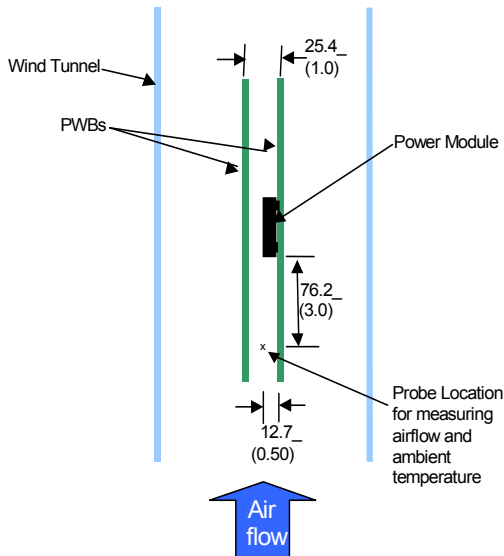 25.4_
(1.0)
Wind Tunnel
PWBs
Power Module
76.2_
(3.0)
x
Probe Location
for measuring
airflow and
ambient
temperature
12.7_
(0.50)
Air
flow